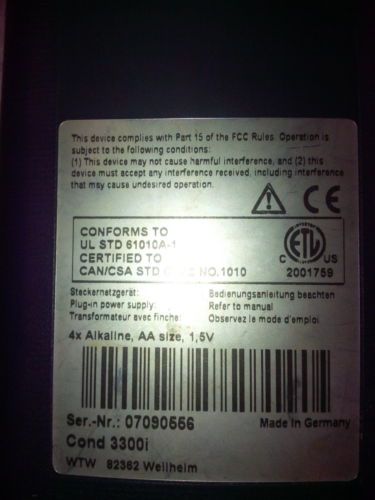 This device complies with Part 15 of the FCC Rules. Operation is
subject to the following conditions:
(1) This device may not cause harmful interference, and (2) this
device must accept any interference received, including interference
that may cause undesired operation.
CE
CONFORMS TO
UL STD 61010A-1
CERTIFIED TO
CAN/CSA STD NO.1010
ETL
C US
2001759
Steckernetzgerät: Bedienungsanleitung beachten
Plug-in power supply: Refer to manual
Transformateur avec finche: Observez le mode d'emploi
4x Alkaline, AA size, 1,5V
Ser.-Nr.: 07090556 Made in Germany
Cond 3300i
WTW 82362 Weilheim